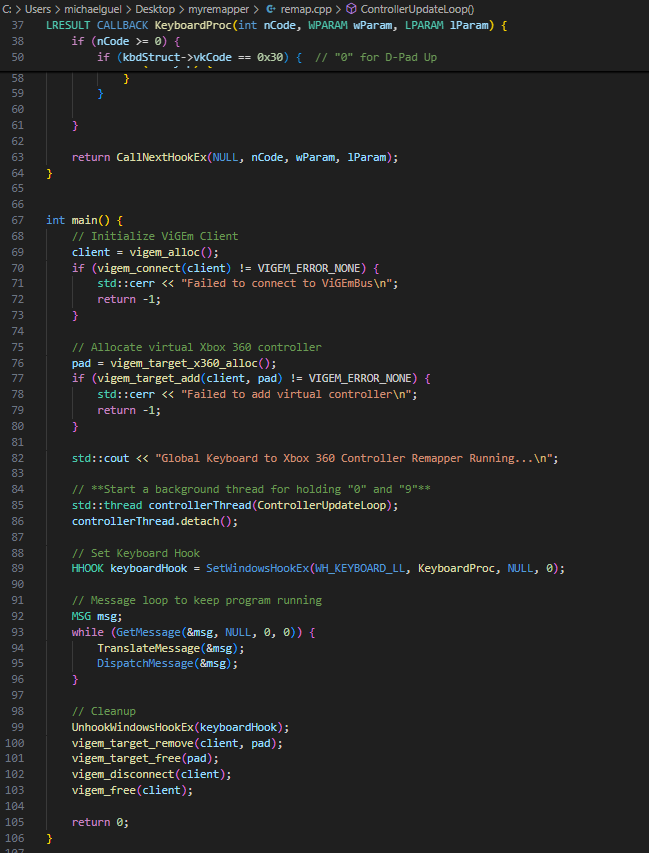 C: > Users > michaelguel > Desktop > myremapper > remap.cpp > ControllerUpdateLoop()
37 LRESULT CALLBACK KeyboardProc(int nCode, WPARAM wParam, LPARAM lParam) {
38 if (nCode >= 0) {
50 if (kbdStruct->vkCode == 0x30) { // "0" for D-Pad Up
58 }
59 }
60
61 }
62
63 return CallNextHookEx(NULL, nCode, wParam, lParam);
64 }
65
66
67 int main() {
68 // Initialize ViGEm Client
69 client = vigem_alloc();
70 if (vigem_connect(client) != VIGEM_ERROR_NONE) {
71 std::cerr << "Failed to connect to ViGEmBus\n";
72 return -1;
73 }
74
75 // Allocate virtual Xbox 360 controller
76 pad = vigem_target_x360_alloc();
77 if (vigem_target_add(client, pad) != VIGEM_ERROR_NONE) {
78 std::cerr << "Failed to add virtual controller\n";
79 return -1;
80 }
81
82 std::cout << "Global Keyboard to Xbox 360 Controller Remapper Running...\n";
83
84 // **Start a background thread for holding "0" and "9"**
85 std::thread controllerThread(ControllerUpdateLoop);
86 controllerThread.detach();
87
88 // Set Keyboard Hook
89 HHOOK keyboardHook = SetWindowsHookEx(WH_KEYBOARD_LL, KeyboardProc, NULL, 0);
90
91 // Message loop to keep program running
92 MSG msg;
93 while (GetMessage(&msg, NULL, 0, 0)) {
94 TranslateMessage(&msg);
95 DispatchMessage(&msg);
96 }
97
98 // Cleanup
99 UnhookWindowsHookEx(keyboardHook);
100 vigem_target_remove(client, pad);
101 vigem_target_free(pad);
102 vigem_disconnect(client);
103 vigem_free(client);
104
105 return 0;
106 }
107